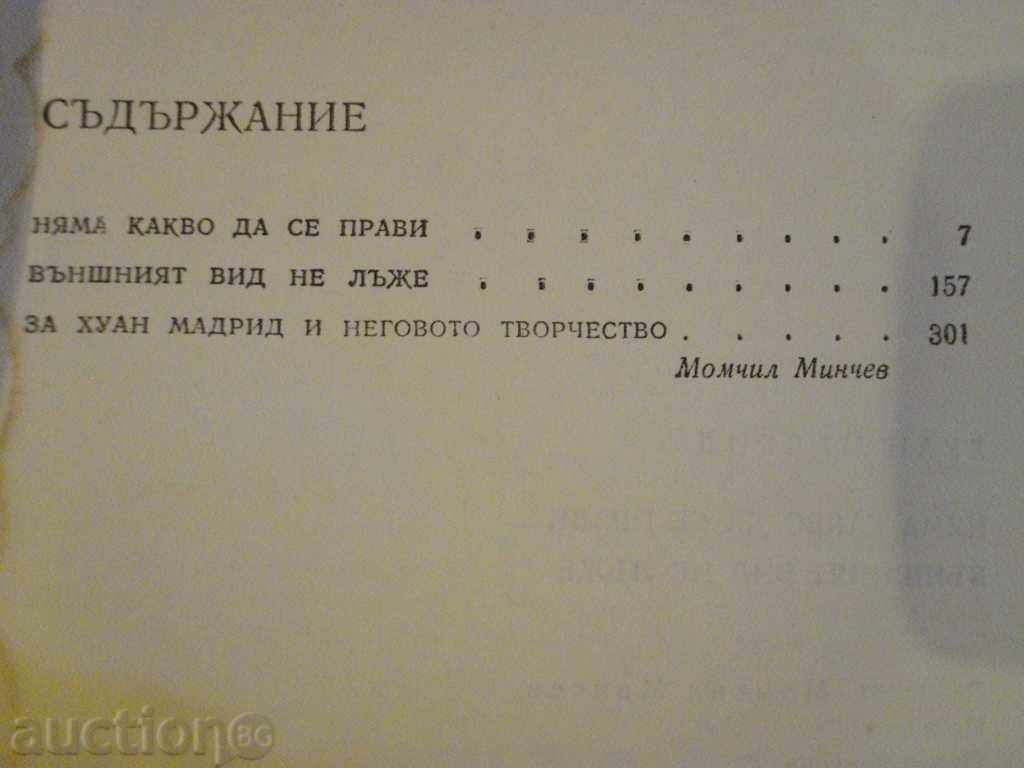 СЪДЪРЖАНИЕ
НЯМА КАКВО ДА СЕ ПРАВИ . . . . . . . . . 7
ВЪНШНИЯТ ВИД НЕ ЛЪЖЕ . . . . . . . . . 157
ЗА ХУАН МАДРИД И НЕГОВОТО ТВОРЧЕСТВО . . . . . 301
Момчил Минчев
auction BG